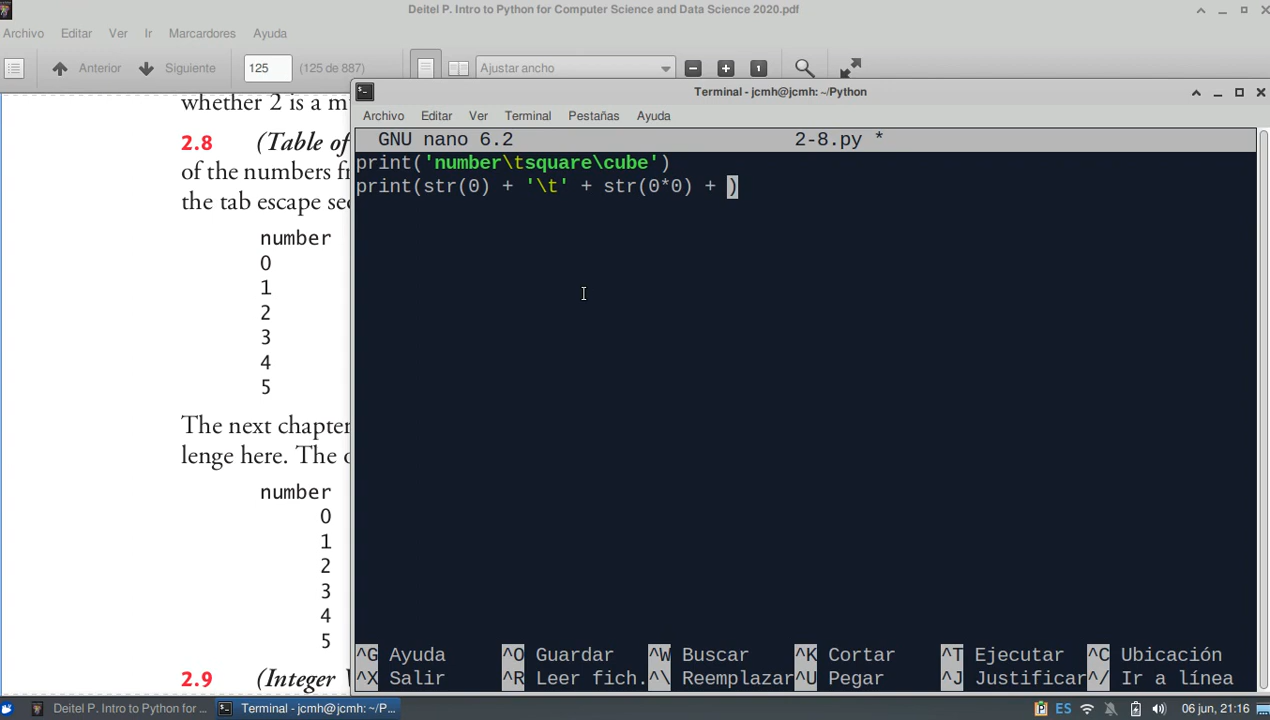 Deitel P. Intro to Python for Computer Science and Data Science 2020.pdf
Archivo Editar Ver Ir Marcadores Ayuda
Anterior Siguiente 125 (125 de 887) Ajustar ancho
whether 2 is a m
2.8 (Table of
of the numbers fr
the tab escape se
number
0
1
2
3
4
5
The next chapter
lenge here. The o
number
0
1
2
3
4
5
2.9 (Integer V
Terminal - jcmh@jcmh: ~/Python
Archivo Editar Ver Terminal Pestañas Ayuda
GNU nano 6.2 2-8.py *
print('number\tsquare\cube')
print(str(0) + '\t' + str(0*0) + )
^G Ayuda ^O Guardar ^W Buscar ^K Cortar ^T Ejecutar ^C Ubicación
^X Salir ^R Leer fich. ^\ Reemplazar ^U Pegar ^J Justificar ^/ Ir a línea
Deitel P. Intro to Python for ... Terminal - jcmh@jcmh: ~/P... ES 06 jun, 21:16